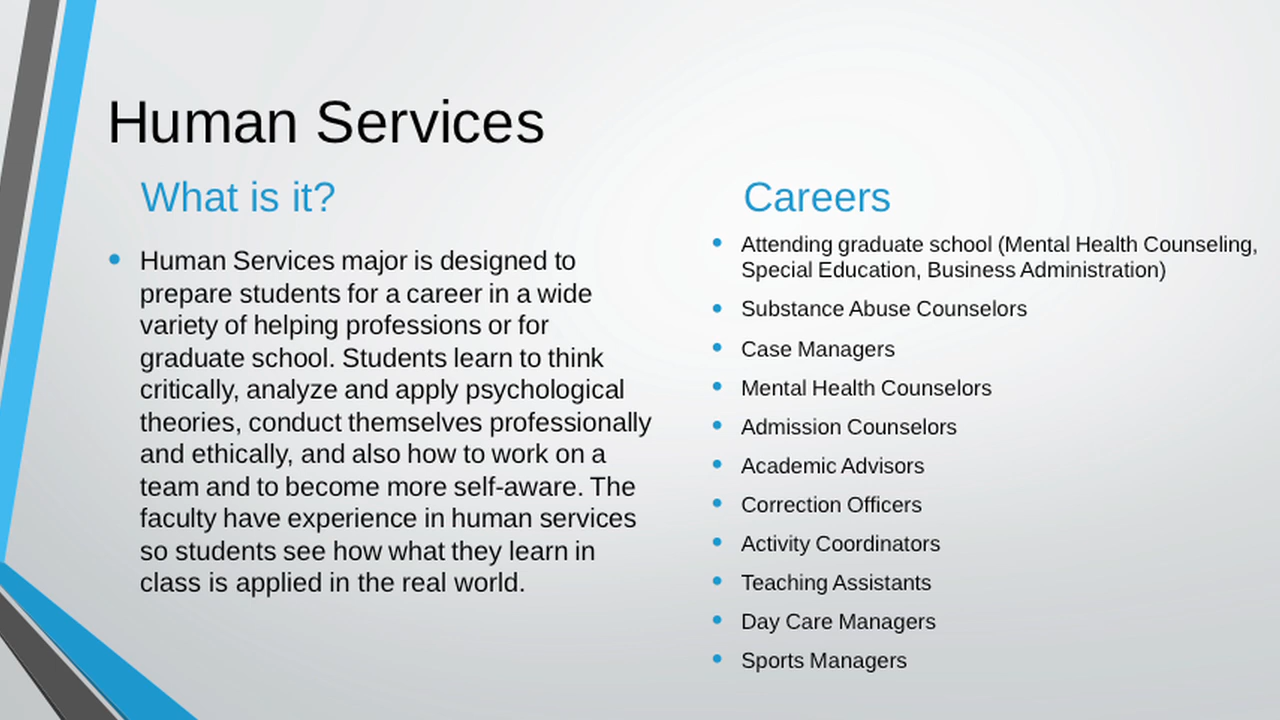 Human Services
What is it?
Human Services major is designed to
prepare students for a career in a wide
variety of helping professions or for
graduate school. Students learn to think
critically, analyze and apply psychological
theories, conduct themselves professionally
and ethically, and also how to work on a
team and to become more self-aware. The
faculty have experience in human services
so students see how what they learn in
class is applied in the real world.
Careers
Attending graduate school (Mental Health Counseling,
Special Education, Business Administration)
Substance Abuse Counselors
Case Managers
Mental Health Counselors
Admission Counselors
Academic Advisors
Correction Officers
Activity Coordinators
Teaching Assistants
Day Care Managers
Sports Managers